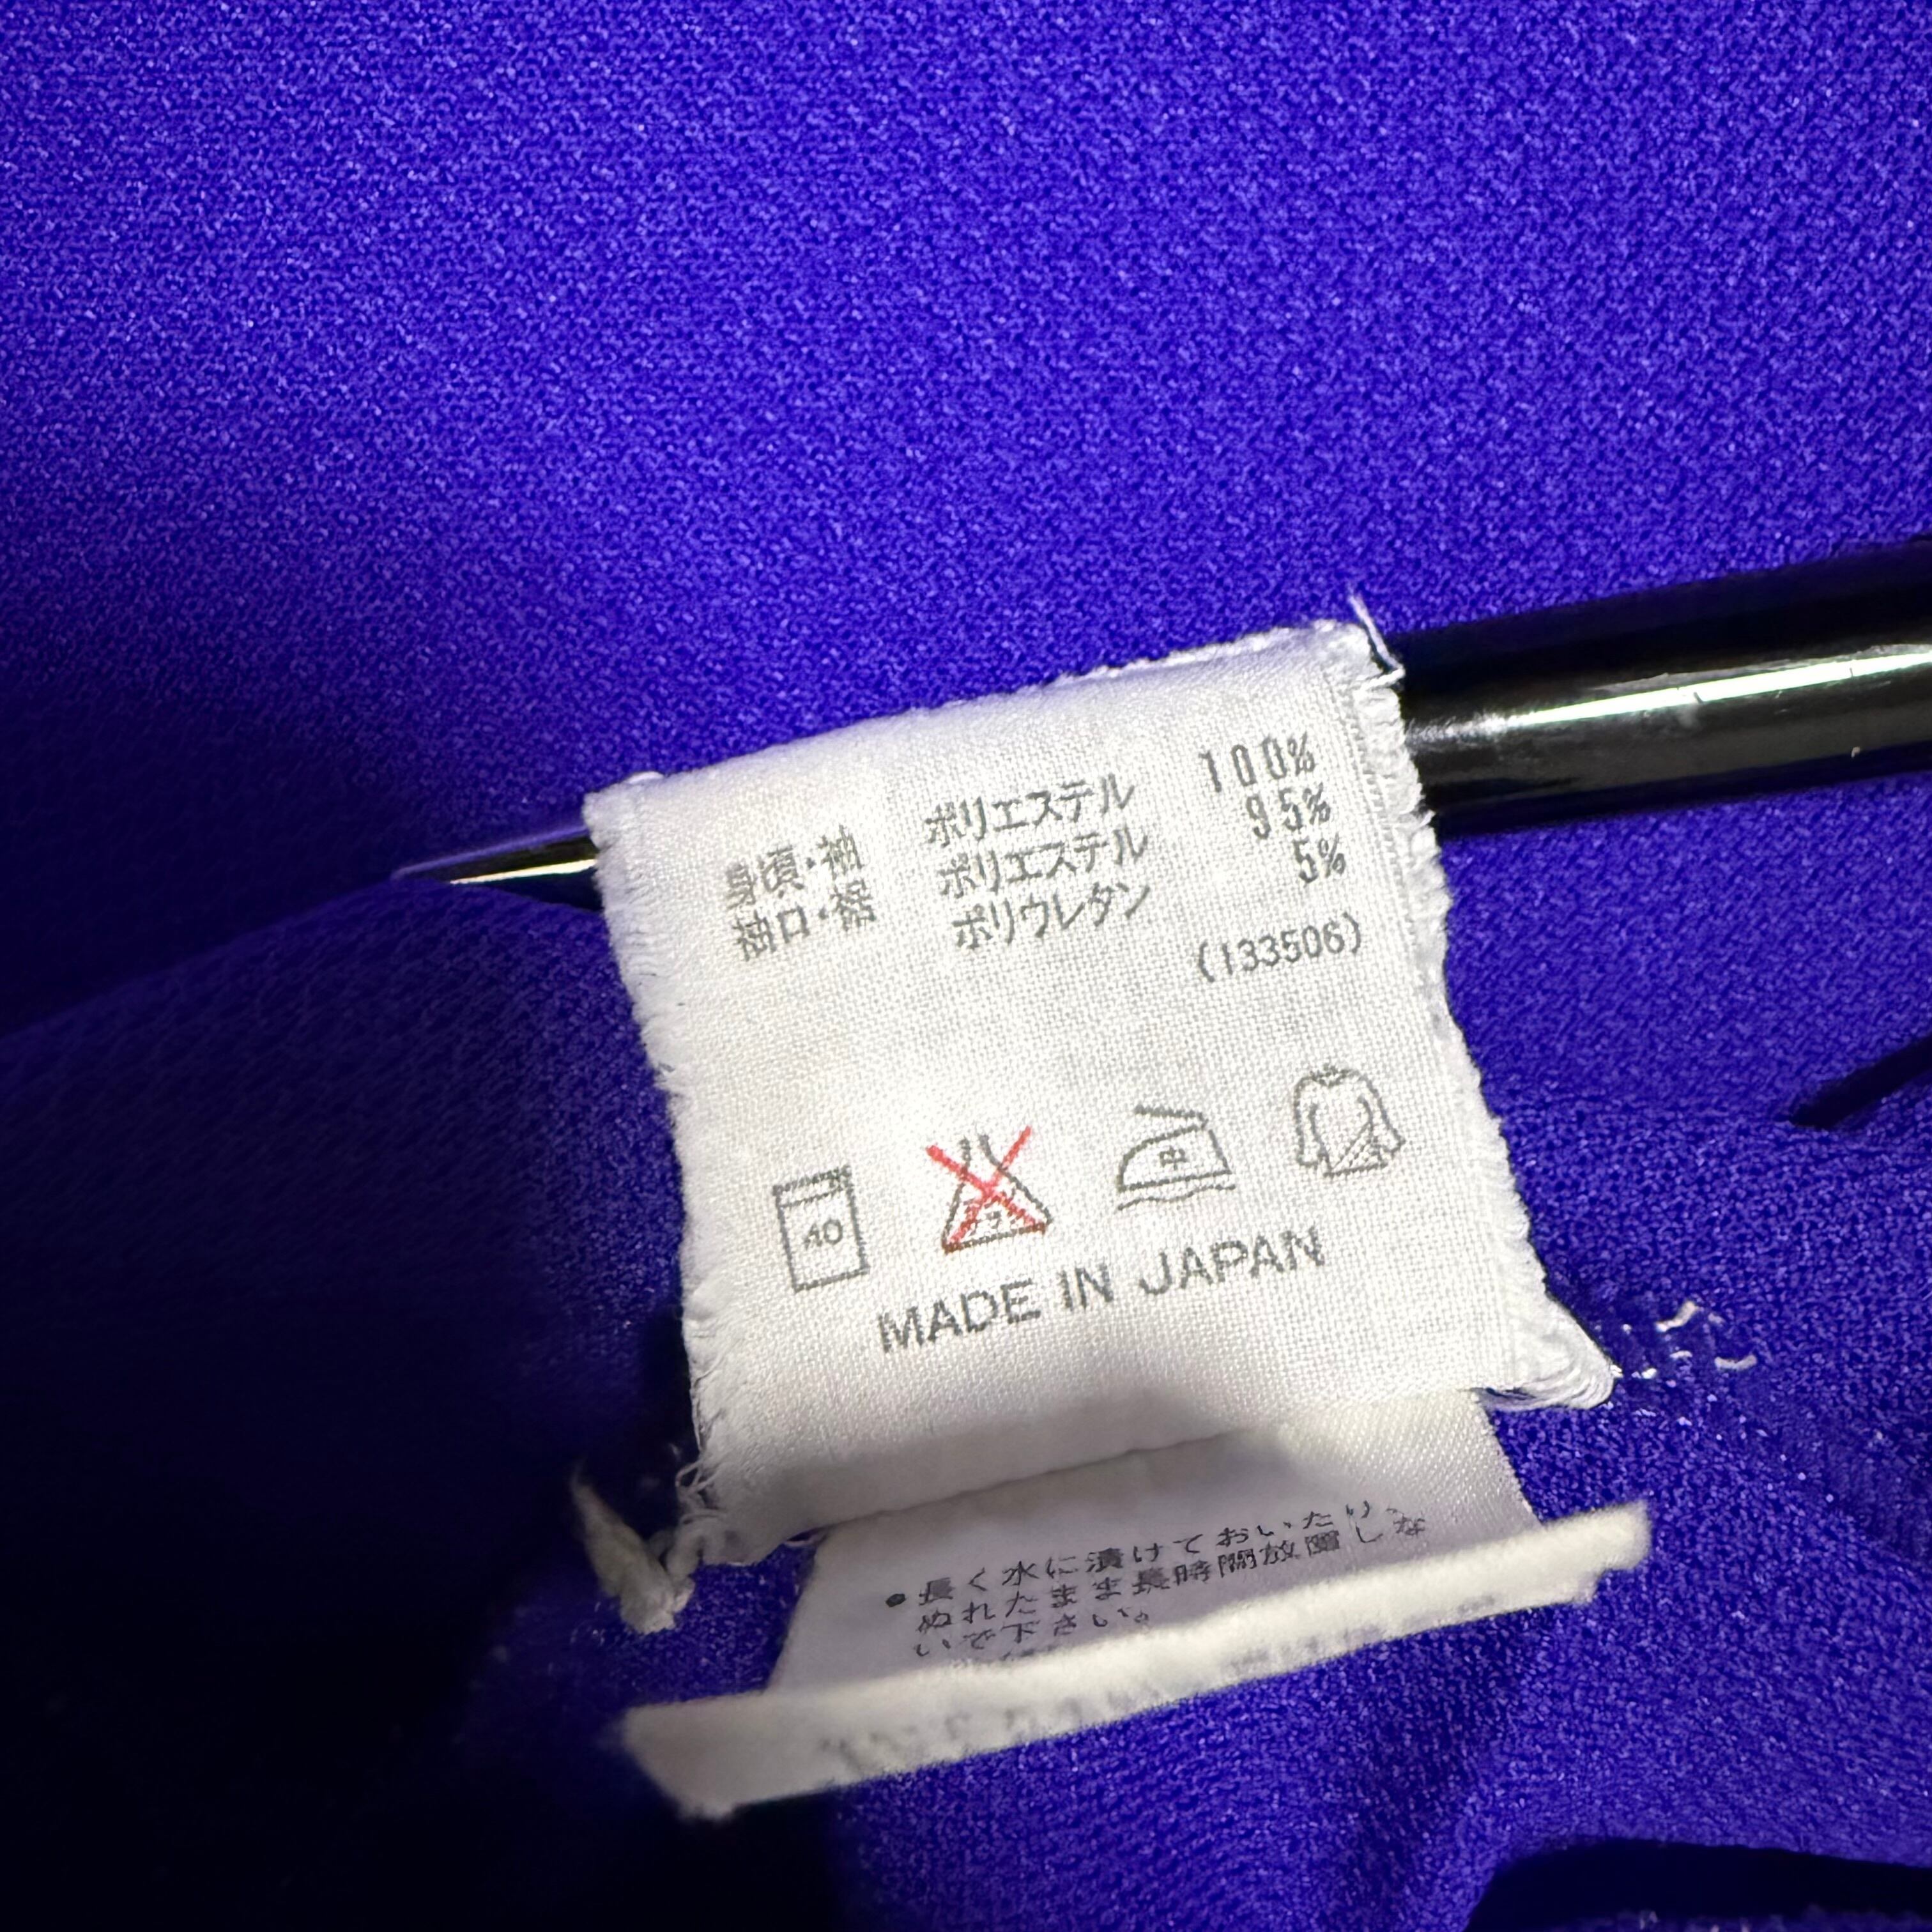 身頃・袖 ポリエステル 100%
袖口・裾 ポリエステル 95%
ポリウレタン 5%
(133506)
40
中
MADE IN JAPAN
●長く水に漬けておいたり、
ぬれたまま長時間放置しな
いで下さい。